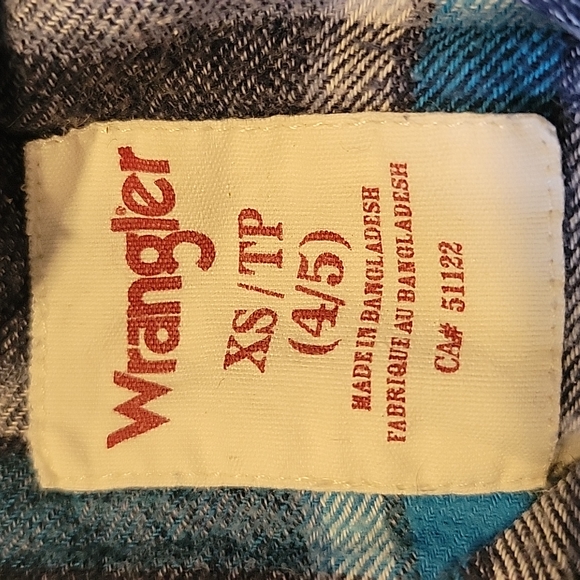 Wrangler®
XS/TP
(4/5)
MADE IN BANGLADESH
FABRIQUE AU BANGLADESH
CA# 51122